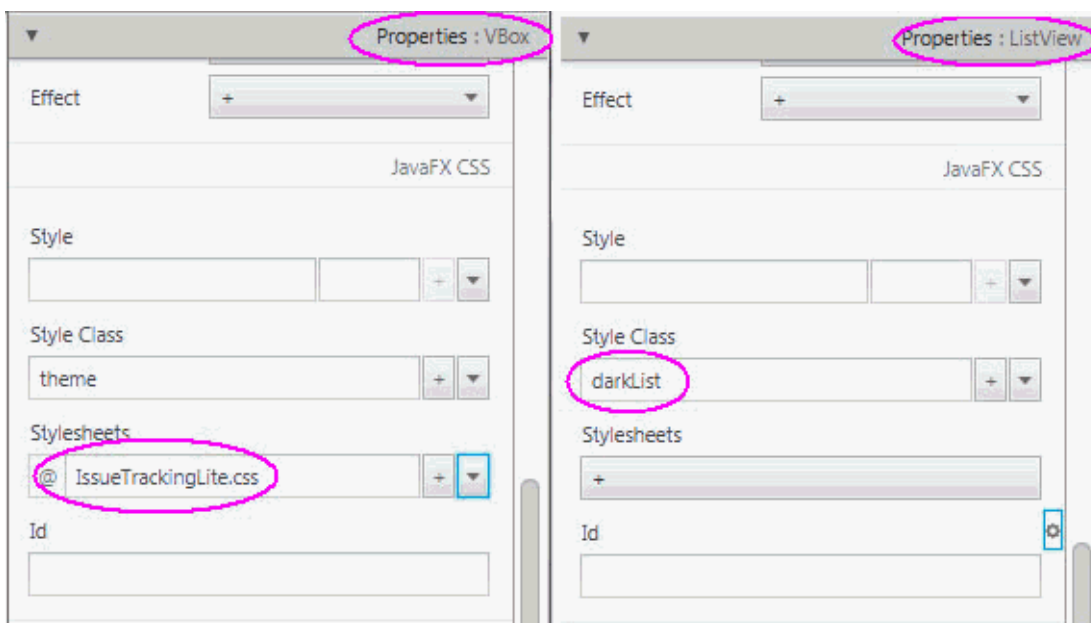 Properties : VBox
Effect
+
JavaFX CSS
Style
+
Style Class
theme
+
Stylesheets
@ IssueTrackingLite.css
+
Id
Properties : ListView
Effect
+
JavaFX CSS
Style
+
Style Class
darkList
+
Stylesheets
+
Id